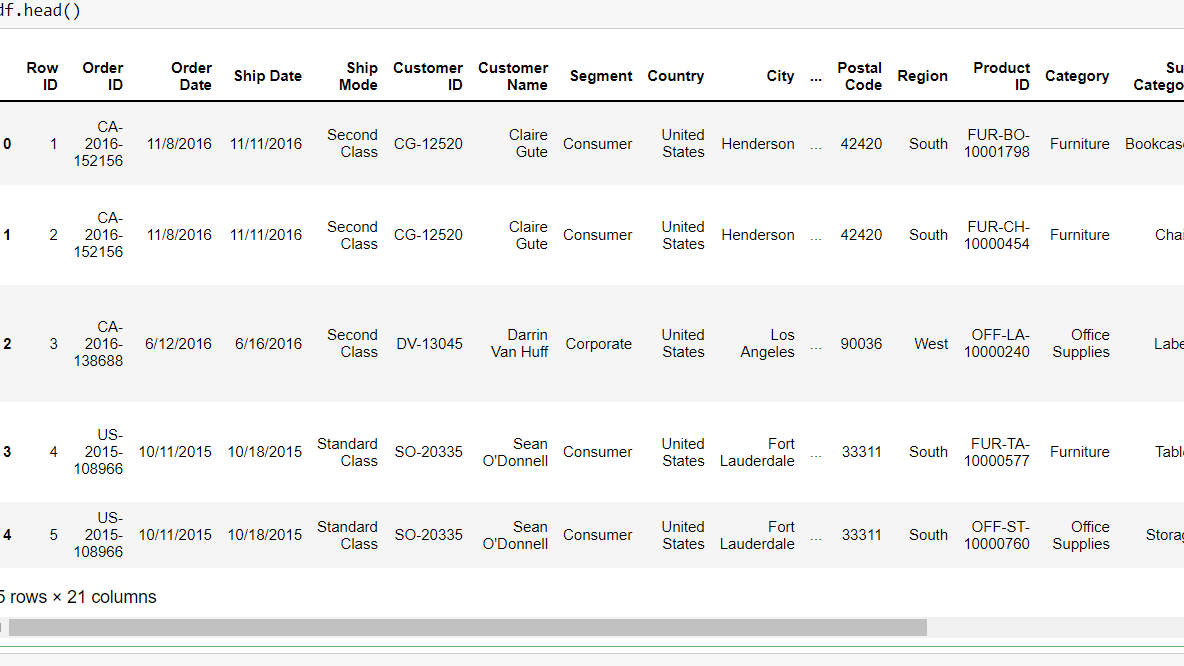 df.head()
Row ID Order ID Order Date Ship Date Ship Mode Customer ID Customer Name Segment Country City ... Postal Code Region Product ID Category
0 1 CA-2016-152156 11/8/2016 11/11/2016 Second Class CG-12520 Claire Gute Consumer United States Henderson ... 42420 South FUR-BO-10001798 Furniture
1 2 CA-2016-152156 11/8/2016 11/11/2016 Second Class CG-12520 Claire Gute Consumer United States Henderson ... 42420 South FUR-CH-10000454 Furniture
2 3 CA-2016-138688 6/12/2016 6/16/2016 Second Class DV-13045 Darrin Van Huff Corporate United States Los Angeles ... 90036 West OFF-LA-10000240 Office Supplies
3 4 US-2015-108966 10/11/2015 10/18/2015 Standard Class SO-20335 Sean O'Donnell Consumer United States Fort Lauderdale ... 33311 South FUR-TA-10000577 Furniture
4 5 US-2015-108966 10/11/2015 10/18/2015 Standard Class SO-20335 Sean O'Donnell Consumer United States Fort Lauderdale ... 33311 South OFF-ST-10000760 Office Supplies
5 rows × 21 columns